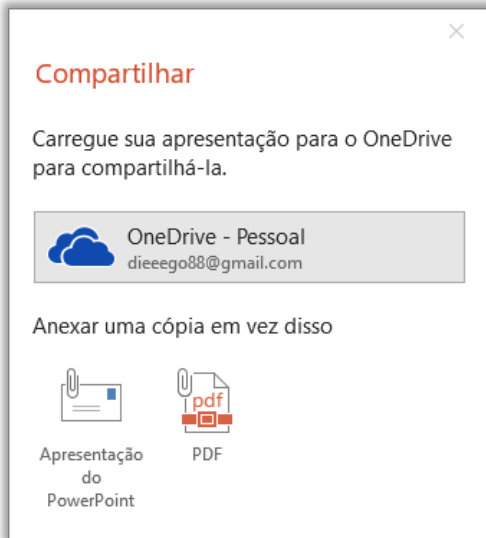 Compartilhar
Carregue sua apresentação para o OneDrive
para compartilhá-la.
OneDrive - Pessoal
dieeego88@gmail.com
Anexar uma cópia em vez disso
pdf
Apresentação
do
PowerPoint
PDF